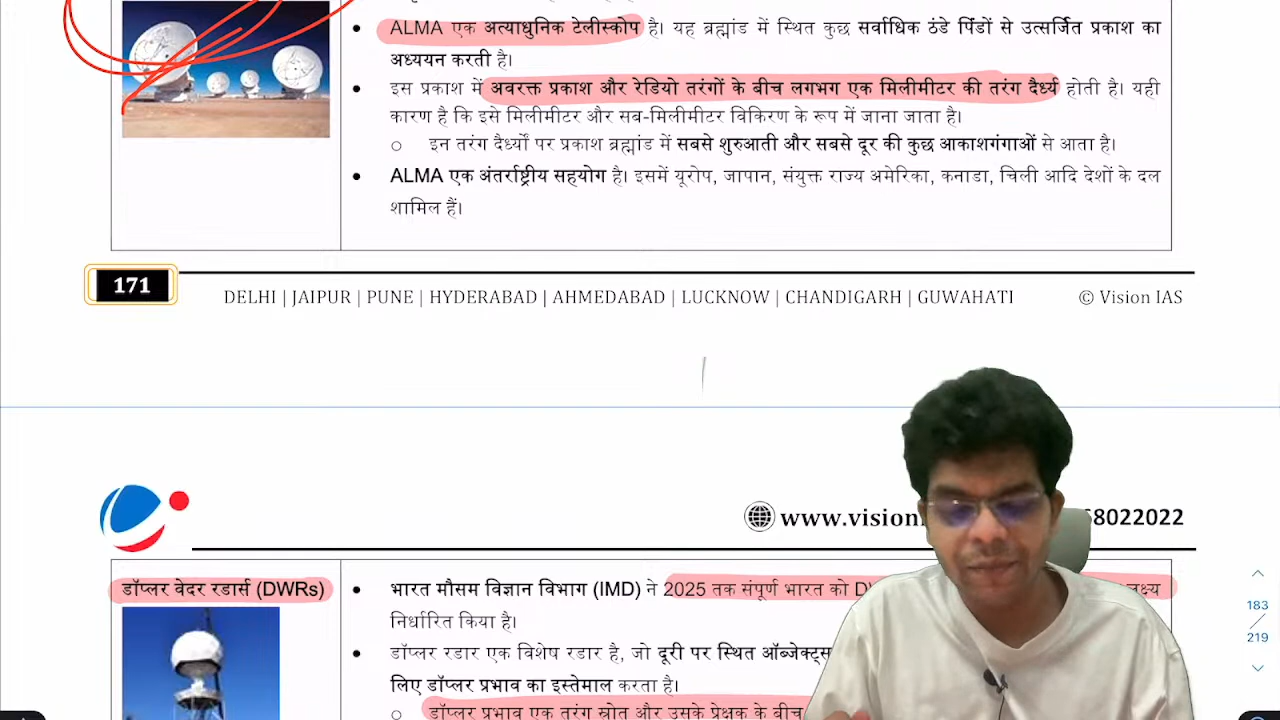 ALMA एक अत्याधुनिक टेलीस्कोप है। यह ब्रह्मांड में स्थित कुछ सर्वाधिक ठंडे पिंडों से उत्सर्जित प्रकाश का
अध्ययन करती है।
इस प्रकाश में अवरक्त प्रकाश और रेडियो तरंगों के बीच लगभग एक मिलीमीटर की तरंग दैर्ध्य होती है। यही
कारण है कि इसे मिलीमीटर और सब-मिलीमीटर विकिरण के रूप में जाना जाता है।
इन तरंग दैर्ध्यों पर प्रकाश ब्रह्मांड में सबसे शुरुआती और सबसे दूर की कुछ आकाशगंगाओं से आता है।
ALMA एक अंतर्राष्ट्रीय सहयोग है। इसमें यूरोप, जापान, संयुक्त राज्य अमेरिका, कनाडा, चिली आदि देशों के दल
शामिल हैं।
171
DELHI | JAIPUR | PUNE | HYDERABAD | AHMEDABAD | LUCKNOW | CHANDIGARH | GUWAHATI
© Vision IAS
www.vision 68022022
डॉप्लर वेदर रडार्स (DWRs)
भारत मौसम विज्ञान विभाग (IMD) ने 2025 तक संपूर्ण भारत को
निर्धारित किया है।
डॉप्लर रडार एक विशेष रडार है, जो दूरी पर स्थित ऑब्जेक्ट्स
लिए डॉप्लर प्रभाव का इस्तेमाल करता है।
डॉप्लर प्रभाव एक तरंग स्रोत और उसके प्रेक्षक के बीच
183
219